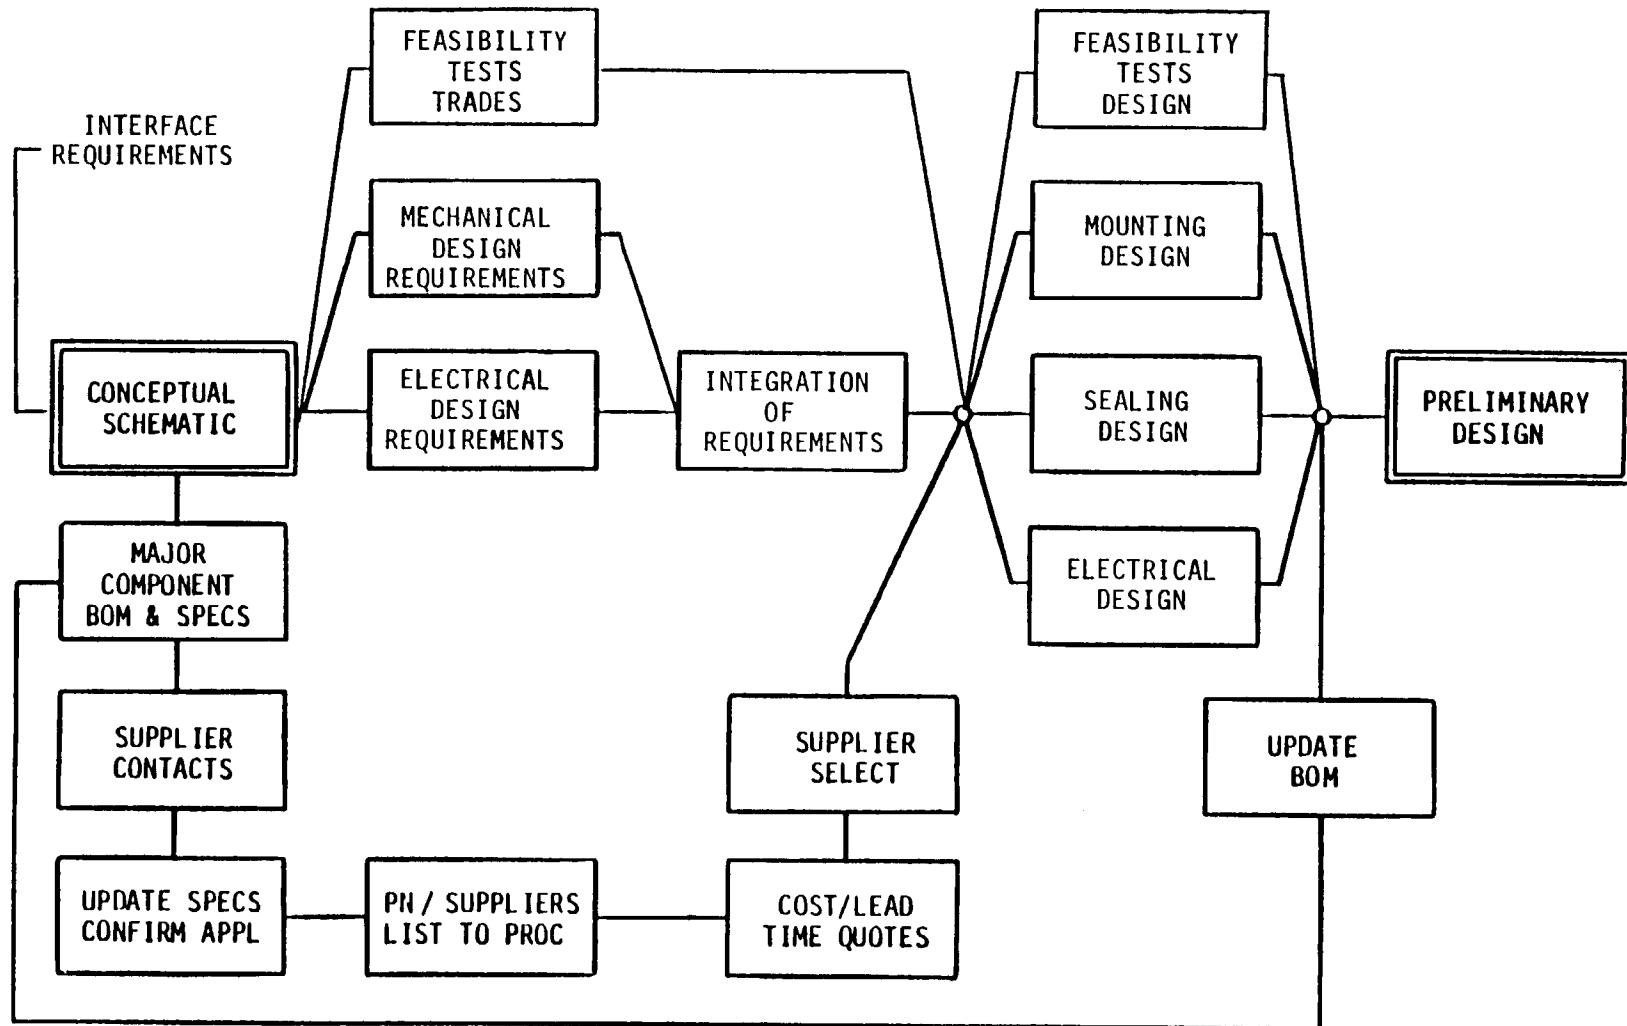 FEASIBILITY
TESTS
TRADES
FEASIBILITY
TESTS
DESIGN
INTERFACE
REQUIREMENTS
MECHANICAL
DESIGN
REQUIREMENTS
MOUNTING
DESIGN
CONCEPTUAL
SCHEMATIC
ELECTRICAL
DESIGN
REQUIREMENTS
INTEGRATION
OF
REQUIREMENTS
SEALING
DESIGN
PRELIMINARY
DESIGN
MAJOR
COMPONENT
BOM & SPECS
ELECTRICAL
DESIGN
SUPPLIER
CONTACTS
SUPPLIER
SELECT
UPDATE
BOM
UPDATE SPECS
CONFIRM APPL
PN / SUPPLIERS
LIST TO PROC
COST/LEAD
TIME QUOTES